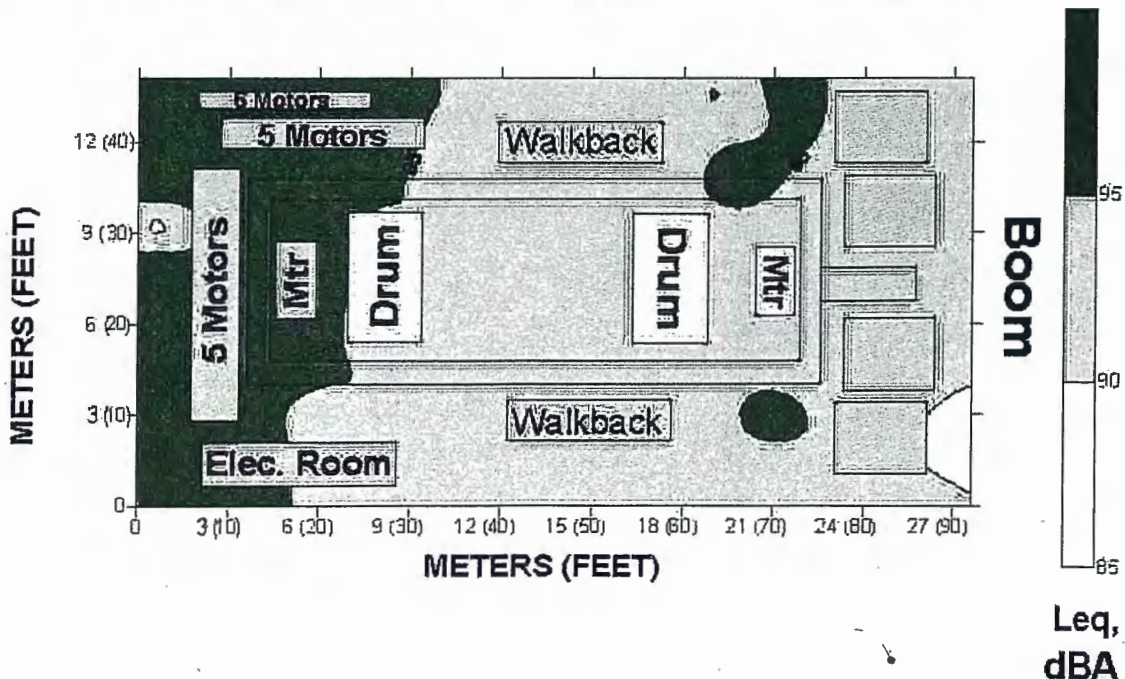 6 Motors
5 Motors
Walkback
5 Motors
Mtr
Drum
Drum
Mtr
Walkback
Elec. Room
METERS (FEET)
12 (40)
9 (30)
6 (20)
3 (10)
0
0
3 (10)
6 (20)
9 (30)
12 (40)
15 (50)
18 (60)
21 (70)
24 (80)
27 (90)
METERS (FEET)
Boom
95
90
85
Leq,
dBA